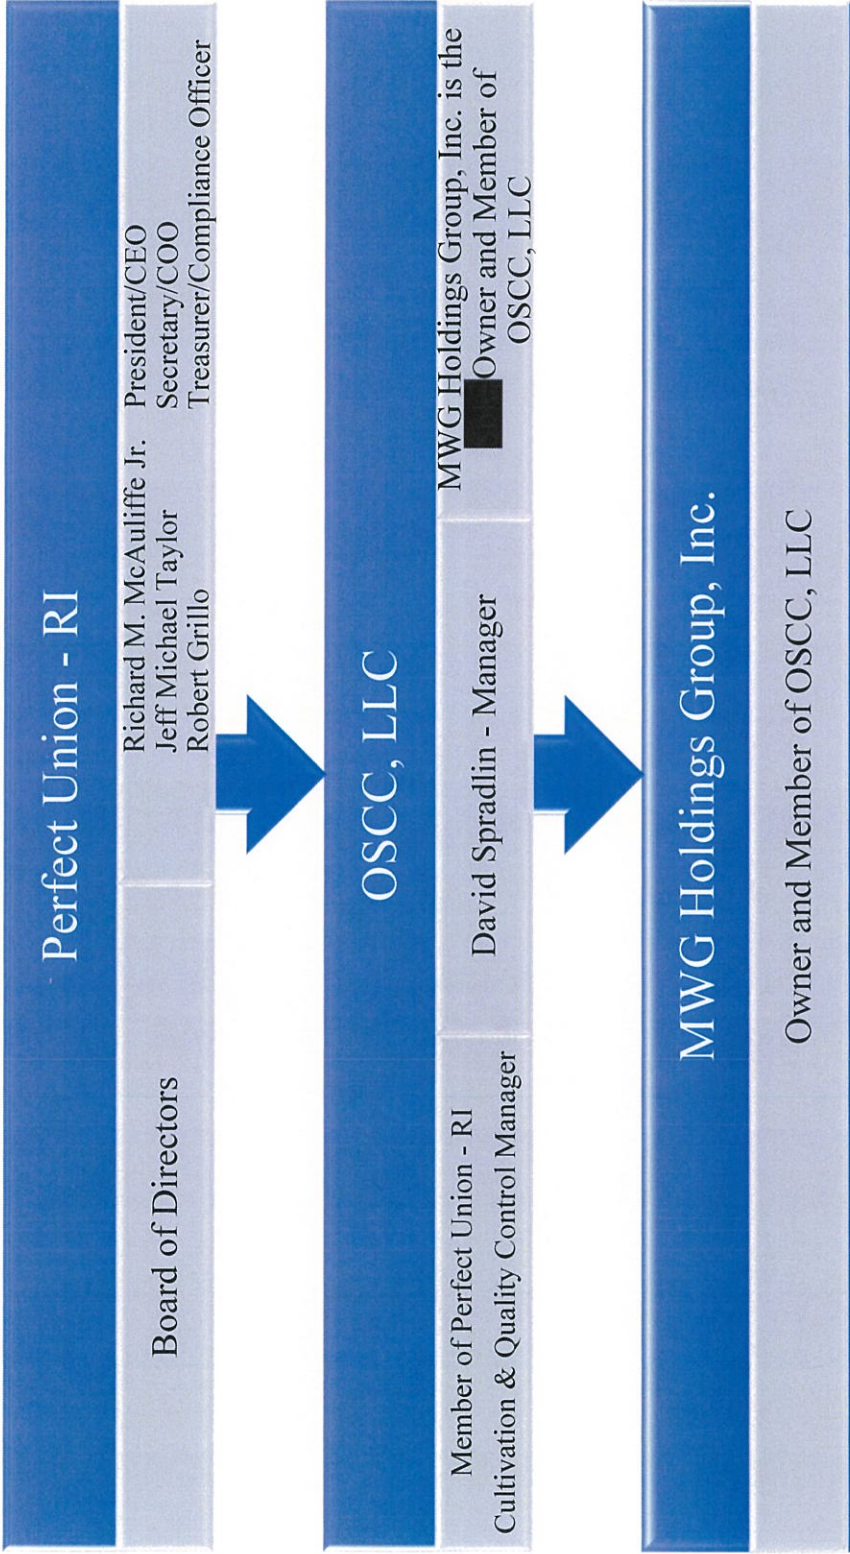 Perfect Union - RI
Board of Directors
Richard M. McAuliffe Jr. President/CEO
Jeff Michael Taylor Secretary/COO
Robert Grillo Treasurer/Compliance Officer
OSCC, LLC
Member of Perfect Union - RI
Cultivation & Quality Control Manager
David Spradlin - Manager
MWG Holdings Group, Inc. is the
Owner and Member of
OSCC, LLC
MWG Holdings Group, Inc.
Owner and Member of OSCC, LLC